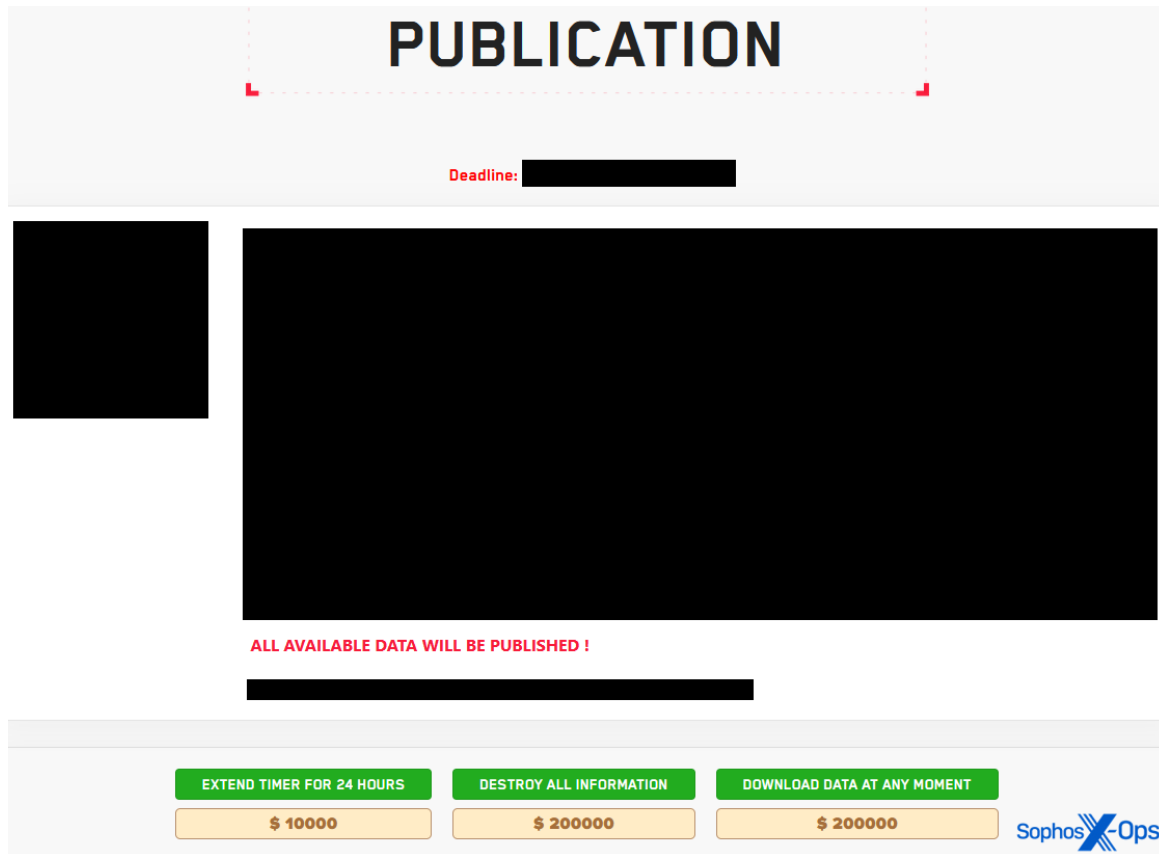 PUBLICATION
Deadline:
ALL AVAILABLE DATA WILL BE PUBLISHED !
EXTEND TIMER FOR 24 HOURS
DESTROY ALL INFORMATION
DOWNLOAD DATA AT ANY MOMENT
$ 10000
$ 200000
$ 200000
Sophos X-Ops